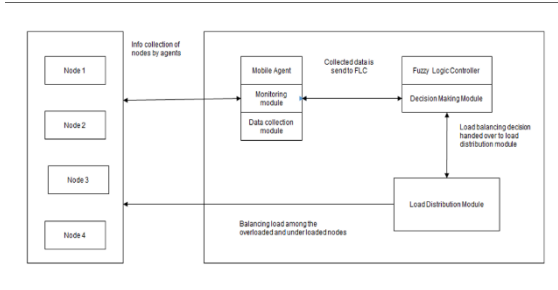 Info collection of
nodes by agents
Node 1
Node 2
Node 3
Node 4
Mobile Agent
Monitoring
module
Data collection
module
Collected data is
send to FLC
Fuzzy Logic Controller
Decision Making Module
Load balancing decision
handed over to load
distribution module
Load Distribution Module
Balancing load among the
overloaded and under loaded nodes